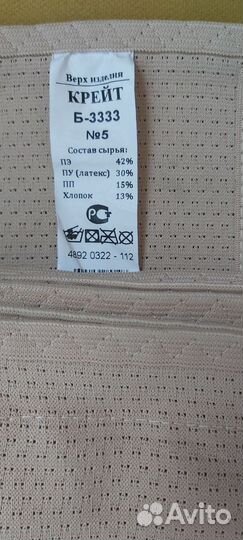 Верх изделия
КРЕЙТ
Б-3333
№5
Состав сырья:
ПЭ 42%
ПУ (латекс) 30%
ПП 15%
Хлопок 13%
4892 0322 - 112
Avito